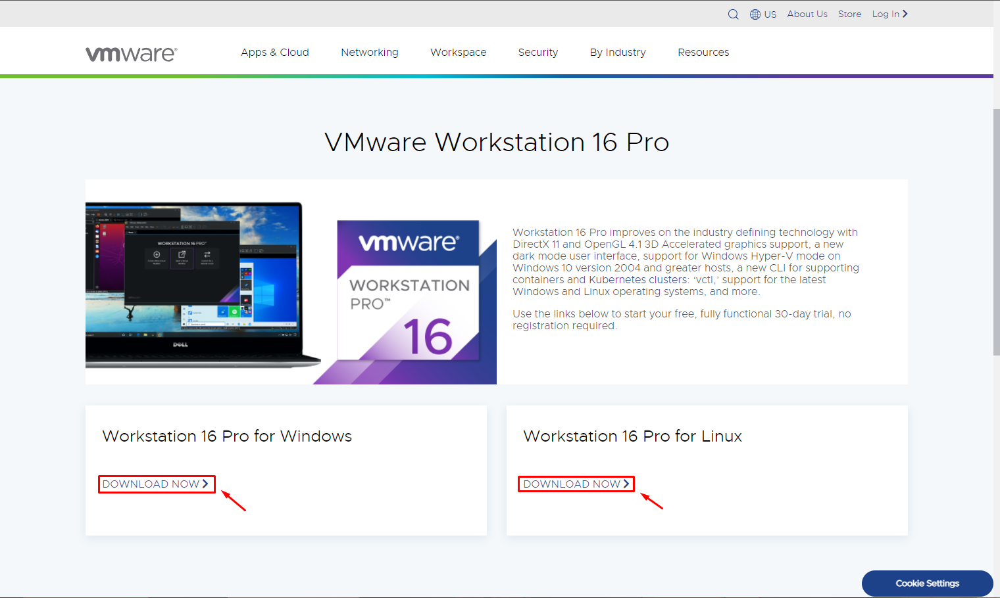 US About Us Store Log In
vmware®
Apps & Cloud Networking Workspace Security By Industry Resources
VMware Workstation 16 Pro
WORKSTATION 16 PRO™
DELL
vmware®
WORKSTATION
PRO™
16
Workstation 16 Pro improves on the industry defining technology with
DirectX 11 and OpenGL 4.1 3D Accelerated graphics support, a new
dark mode user interface, support for Windows Hyper-V mode on
Windows 10 version 2004 and greater hosts, a new CLI for supporting
containers and Kubernetes clusters: ‘vctl,’ support for the latest
Windows and Linux operating systems, and more.
Use the links below to start your free, fully functional 30-day trial, no
registration required.
Workstation 16 Pro for Windows
DOWNLOAD NOW
Workstation 16 Pro for Linux
DOWNLOAD NOW
Cookie Settings